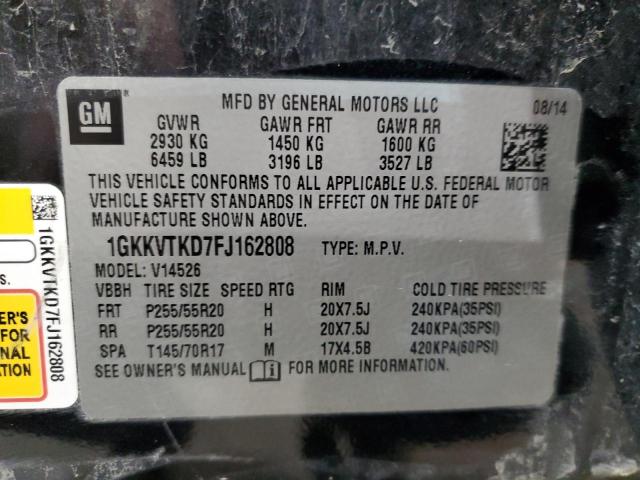 GM
MFD BY GENERAL MOTORS LLC 08/14
GVWR GAWR FRT GAWR RR
2930 KG 1450 KG 1600 KG
6459 LB 3196 LB 3527 LB
THIS VEHICLE CONFORMS TO ALL APPLICABLE U.S. FEDERAL MOTOR
VEHICLE SAFETY STANDARDS IN EFFECT ON THE DATE OF
MANUFACTURE SHOWN ABOVE.
1GKKVTKD7FJ162808 TYPE: M.P.V.
MODEL: V14526
VBBH TIRE SIZE SPEED RTG RIM COLD TIRE PRESSURE
FRT P255/55R20 H 20X7.5J 240KPA(35PSI)
RR P255/55R20 H 20X7.5J 240KPA(35PSI)
SPA T145/70R17 M 17X4.5B 420KPA(60PSI)
SEE OWNER'S MANUAL i FOR MORE INFORMATION.
1GKKVTKD7FJ162808
S.
ER'S
FOR
NAL
ATION